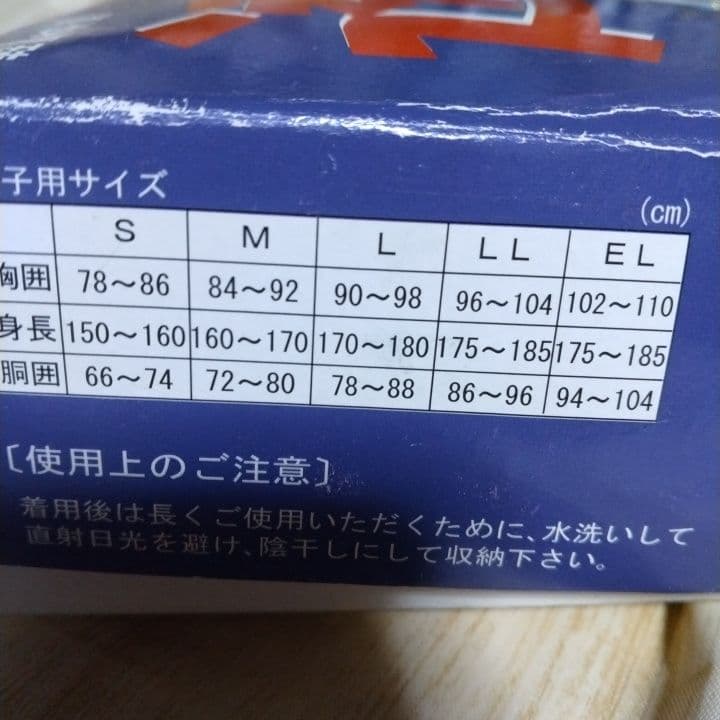 子用サイズ
(cm)
S M L LL EL
胸囲 78～86 84～92 90～98 96～104 102～110
身長 150～160 160～170 170～180 175～185 175～185
胴囲 66～74 72～80 78～88 86～96 94～104
〔使用上のご注意〕
着用後は長くご使用いただくために、水洗いして
直射日光を避け、陰干しにして収納下さい。